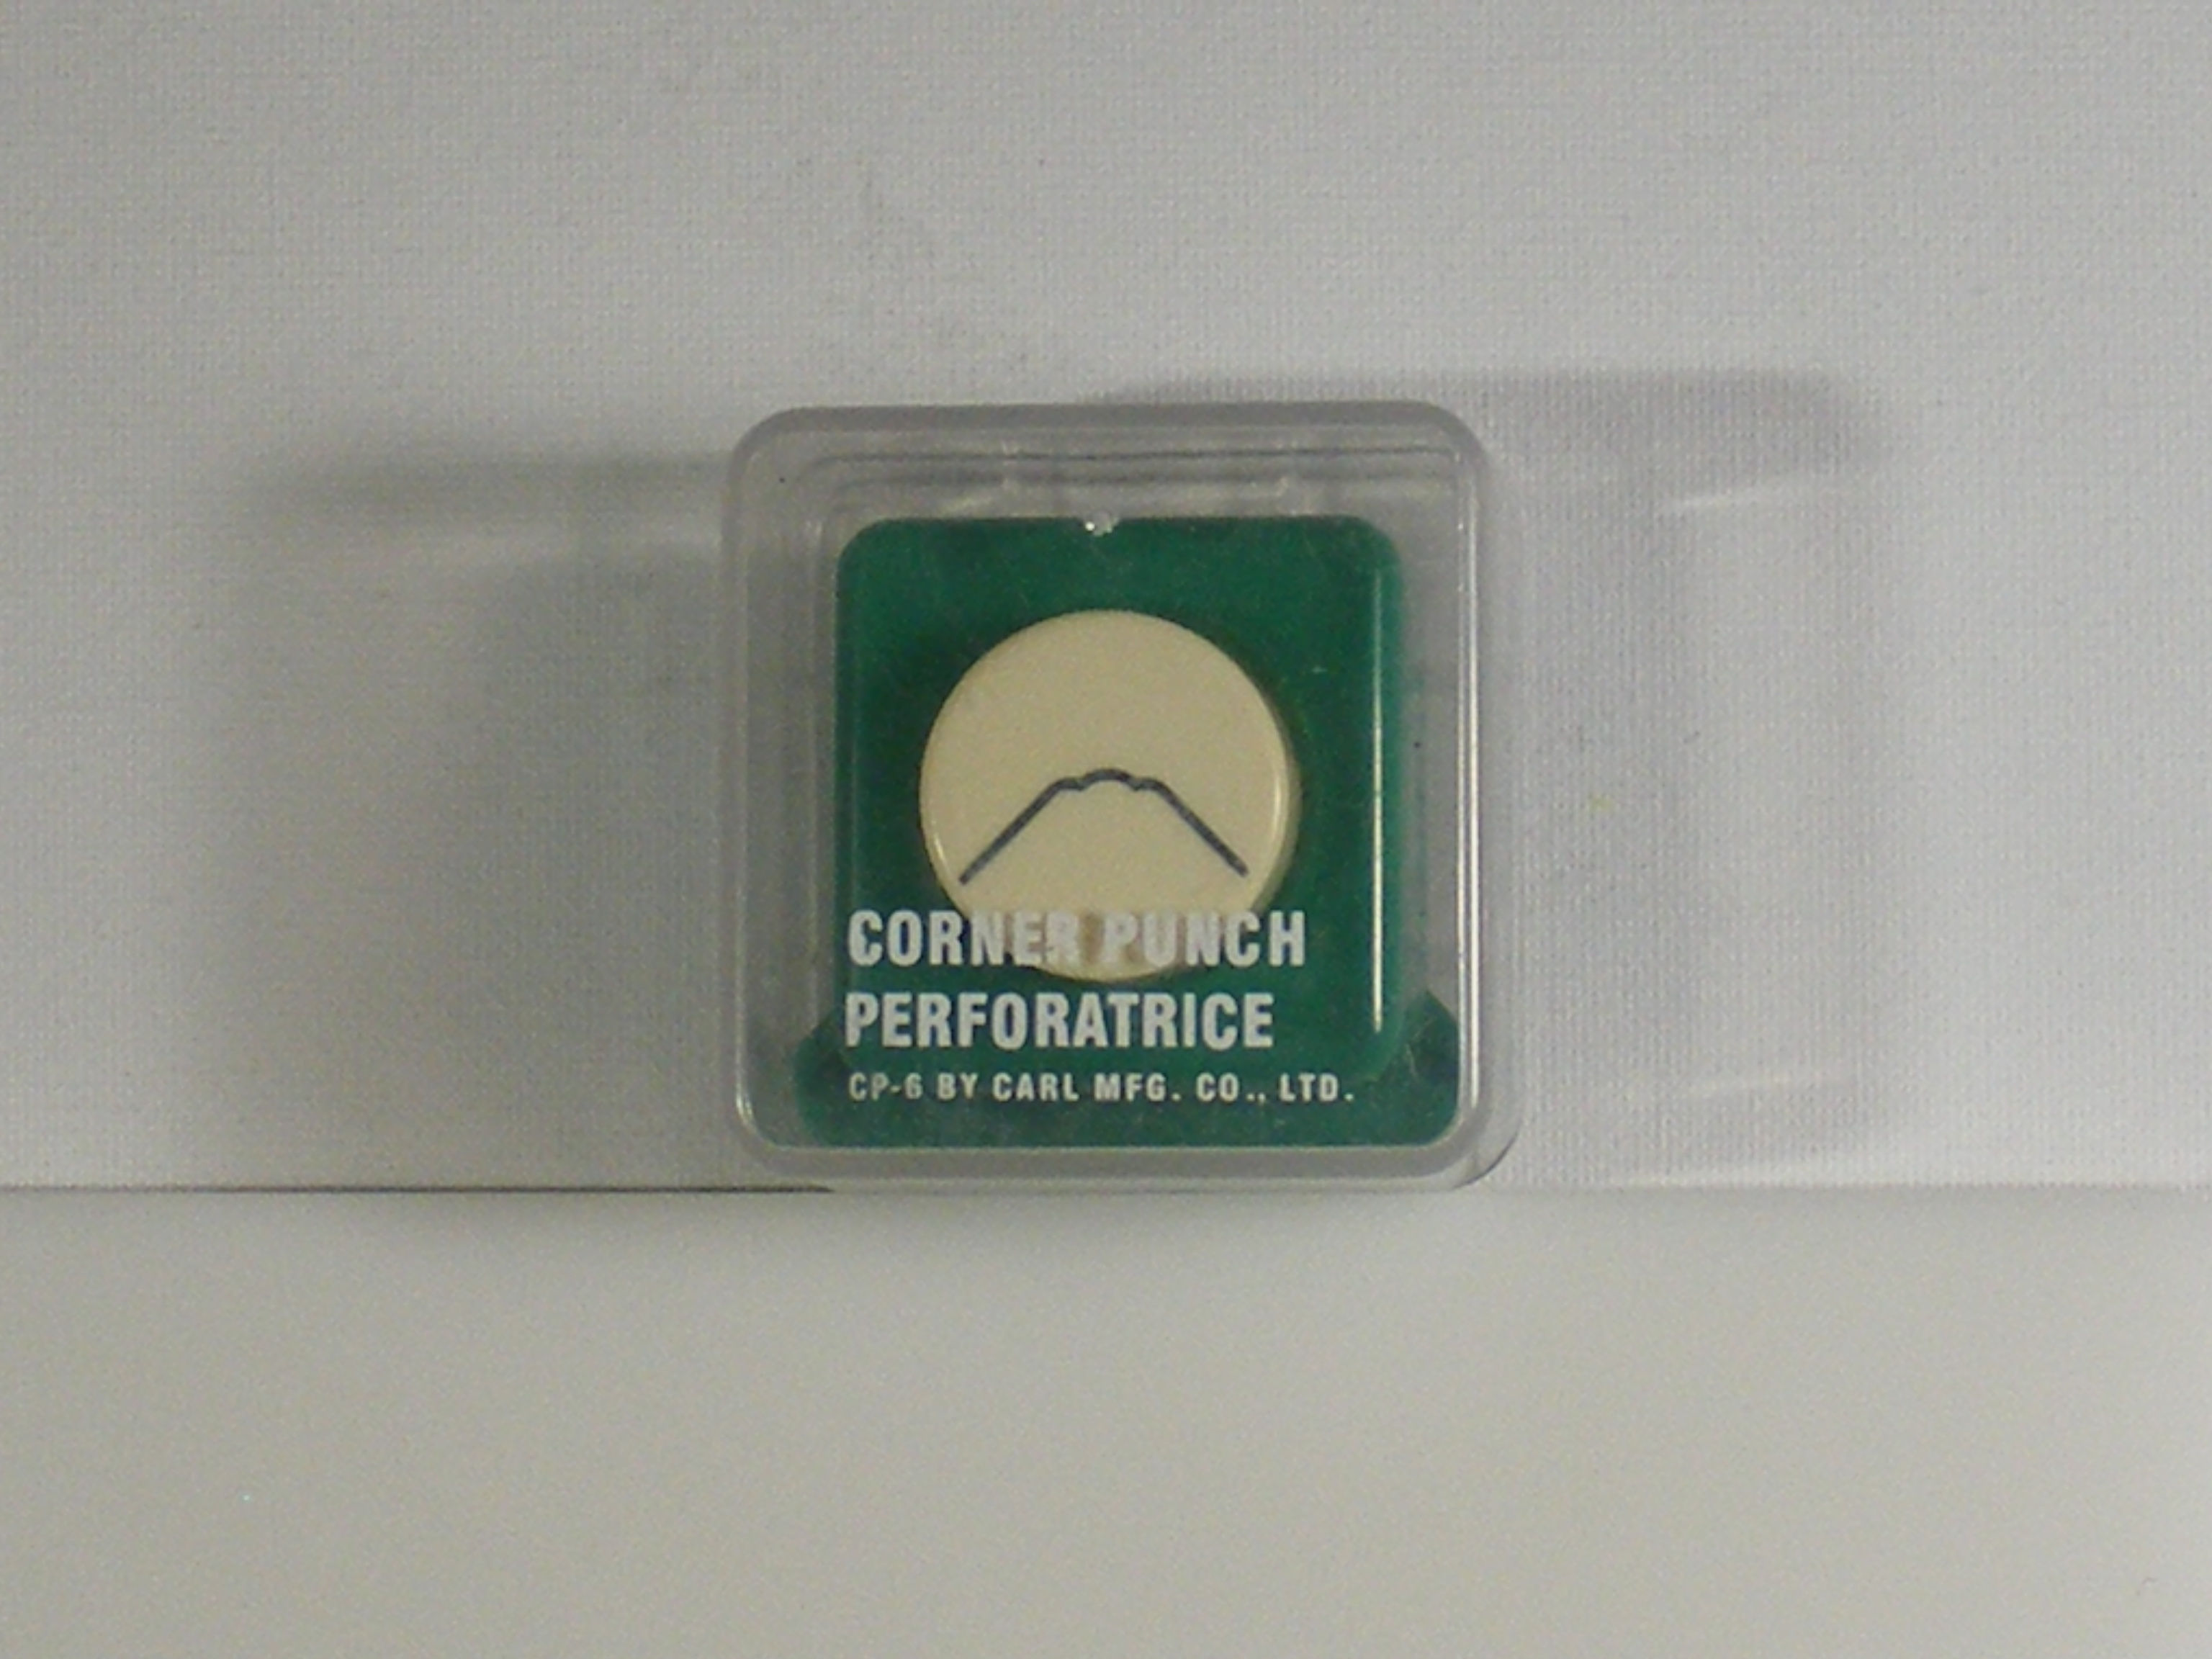 CORNER PUNCH
PERFORATRICE
CP-6 BY CARL MFG. CO., LTD.